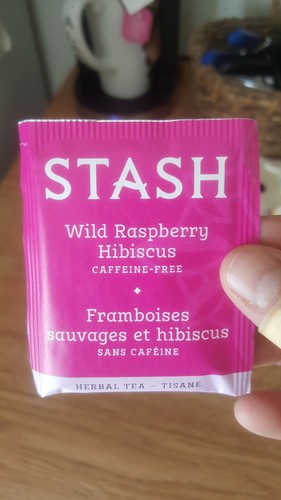 STASH
Wild Raspberry
Hibiscus
CAFFEINE-FREE
Framboises
sauvages et hibiscus
SANS CAFÉINE
HERBAL TEA – TISANE